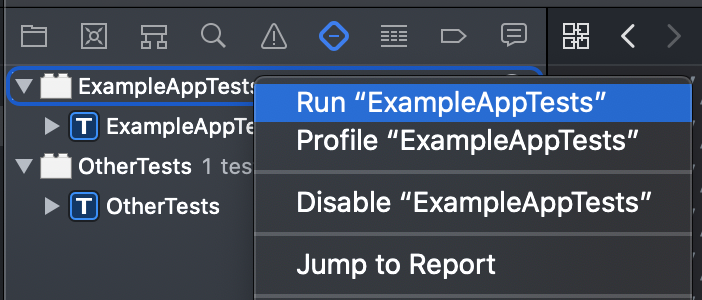 ExampleAppTests
Run “ExampleAppTests”
Profile “ExampleAppTests”
Disable “ExampleAppTests”
Jump to Report
T ExampleAppTe
OtherTests 1 tes
T OtherTests